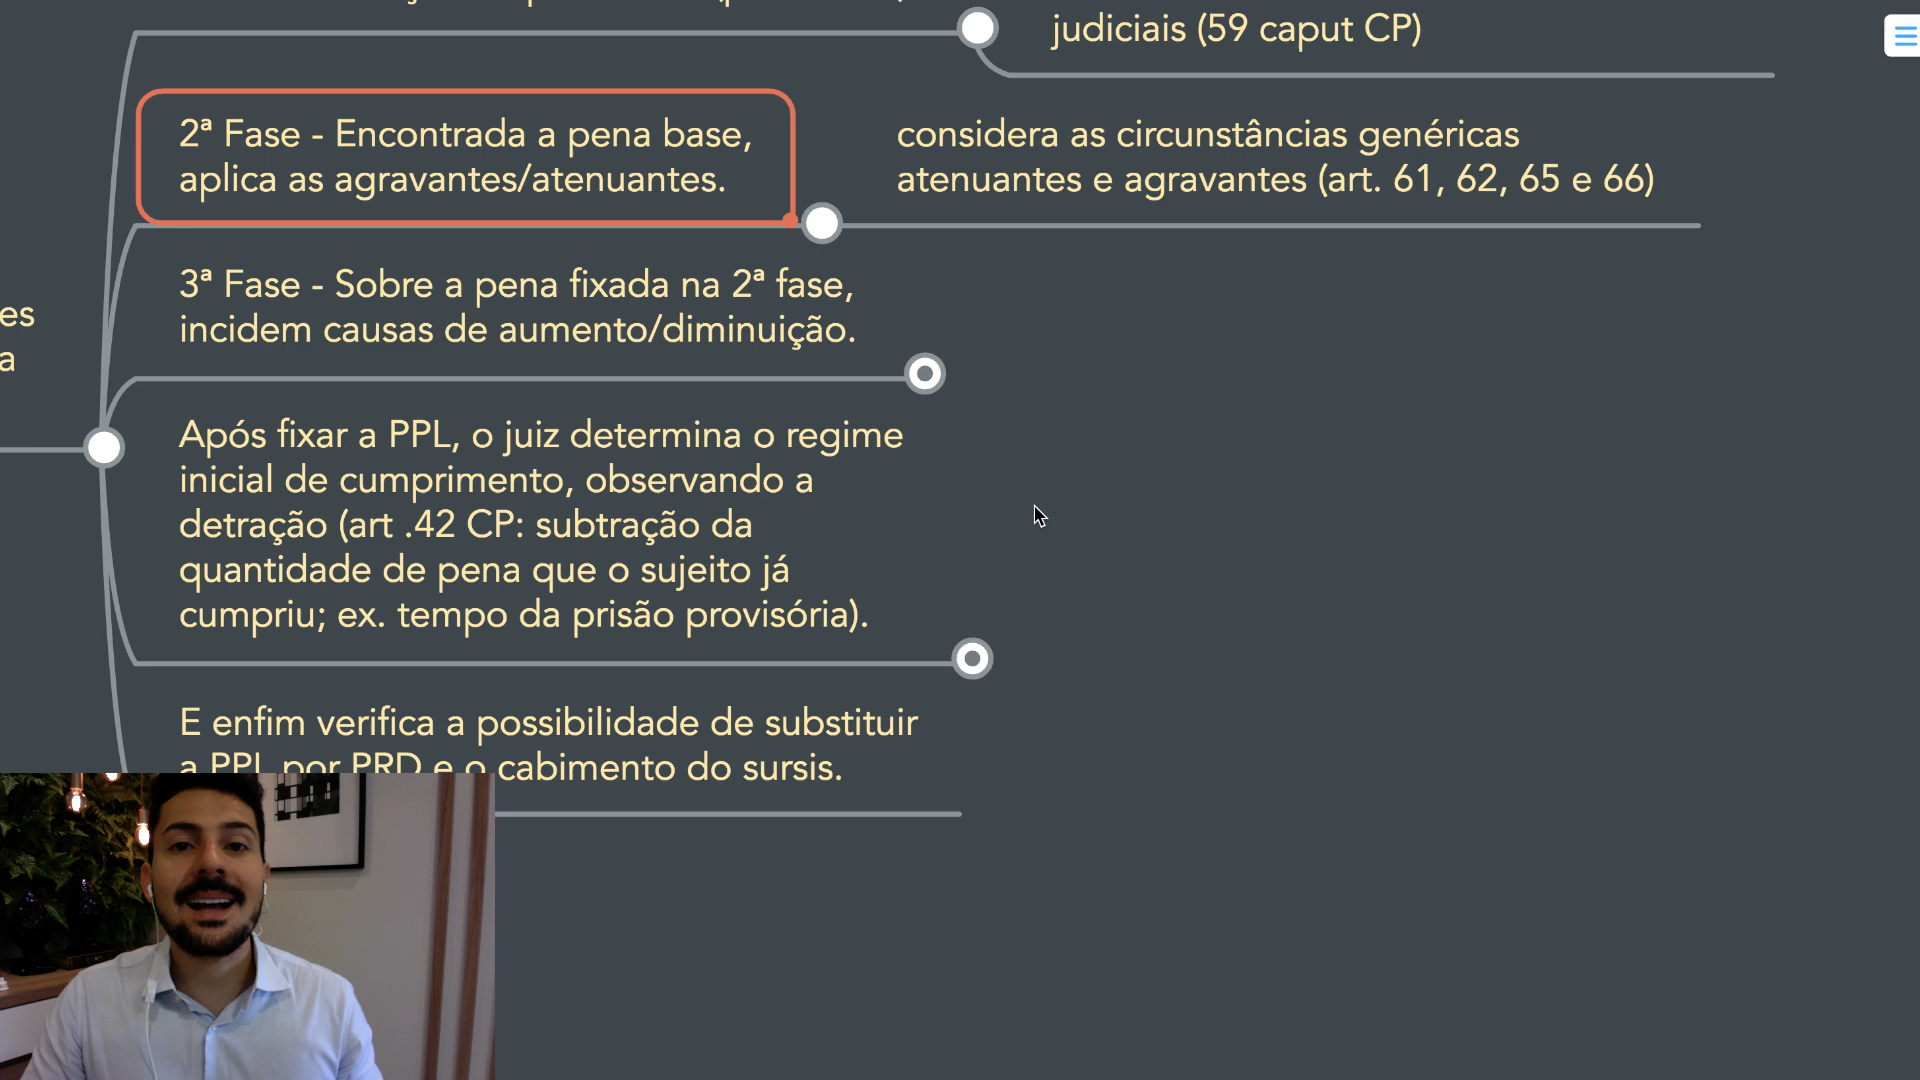 judiciais (59 caput CP)
2ª Fase - Encontrada a pena base,
aplica as agravantes/atenuantes.
considera as circunstâncias genéricas
atenuantes e agravantes (art. 61, 62, 65 e 66)
3ª Fase - Sobre a pena fixada na 2ª fase,
incidem causas de aumento/diminuição.
es
a
Após fixar a PPL, o juiz determina o regime
inicial de cumprimento, observando a
detração (art .42 CP: subtração da
quantidade de pena que o sujeito já
cumpriu; ex. tempo da prisão provisória).
E enfim verifica a possibilidade de substituir
a PPL por PRD e o cabimento do sursis.